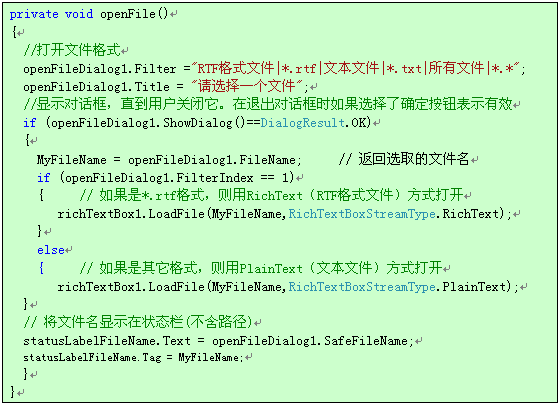 private void openFile()↵
{↵
//打开文件格式↵
openFileDialog1.Filter ="RTF格式文件|*.rtf|文本文件|*.txt|所有文件|*.*";↵
openFileDialog1.Title = "请选择一个文件";↵
//显示对话框，直到用户关闭它。在退出对话框时如果选择了确定按钮表示有效↵
if (openFileDialog1.ShowDialog()==DialogResult.OK)↵
{↵
MyFileName = openFileDialog1.FileName; // 返回选取的文件名↵
if (openFileDialog1.FilterIndex == 1)↵
{ // 如果是*.rtf格式，则用RichText（RTF格式文件）方式打开↵
richTextBox1.LoadFile(MyFileName,RichTextBoxStreamType.RichText);↵
}↵
else↵
{ // 如果是其它格式，则用PlainText（文本文件）方式打开↵
richTextBox1.LoadFile(MyFileName,RichTextBoxStreamType.PlainText);↵
}↵
// 将文件名显示在状态栏(不含路径)↵
statusLabelFileName.Text = openFileDialog1.SafeFileName;↵
statusLabelFileName.Tag = MyFileName;↵
}↵
}↵